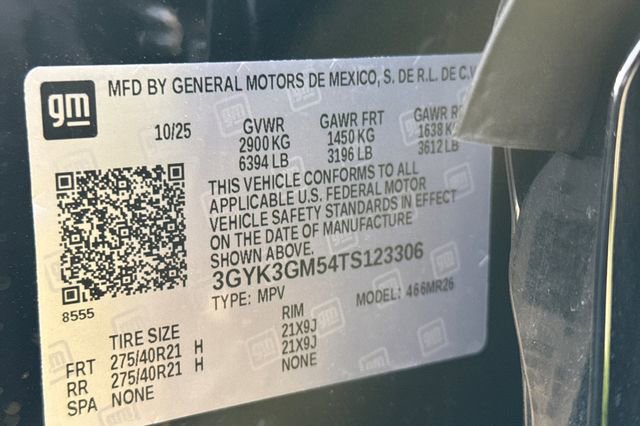 gm
MFD BY GENERAL MOTORS DE MEXICO, S. DE R.L. DE C.V
10/25 GVWR GAWR FRT GAWR
2900 KG 1450 KG 1638
6394 LB 3196 LB 3612 LB
THIS VEHICLE CONFORMS TO ALL
APPLICABLE U.S. FEDERAL MOTOR
VEHICLE SAFETY STANDARDS IN EFFECT
ON THE DATE OF MANUFACTURE
SHOWN ABOVE.
3GYK3GM54TS123306
TYPE: MPV MODEL: 466MR26
8555
TIRE SIZE RIM
FRT 275/40R21 H 21X9J
RR 275/40R21 H 21X9J
SPA NONE NONE